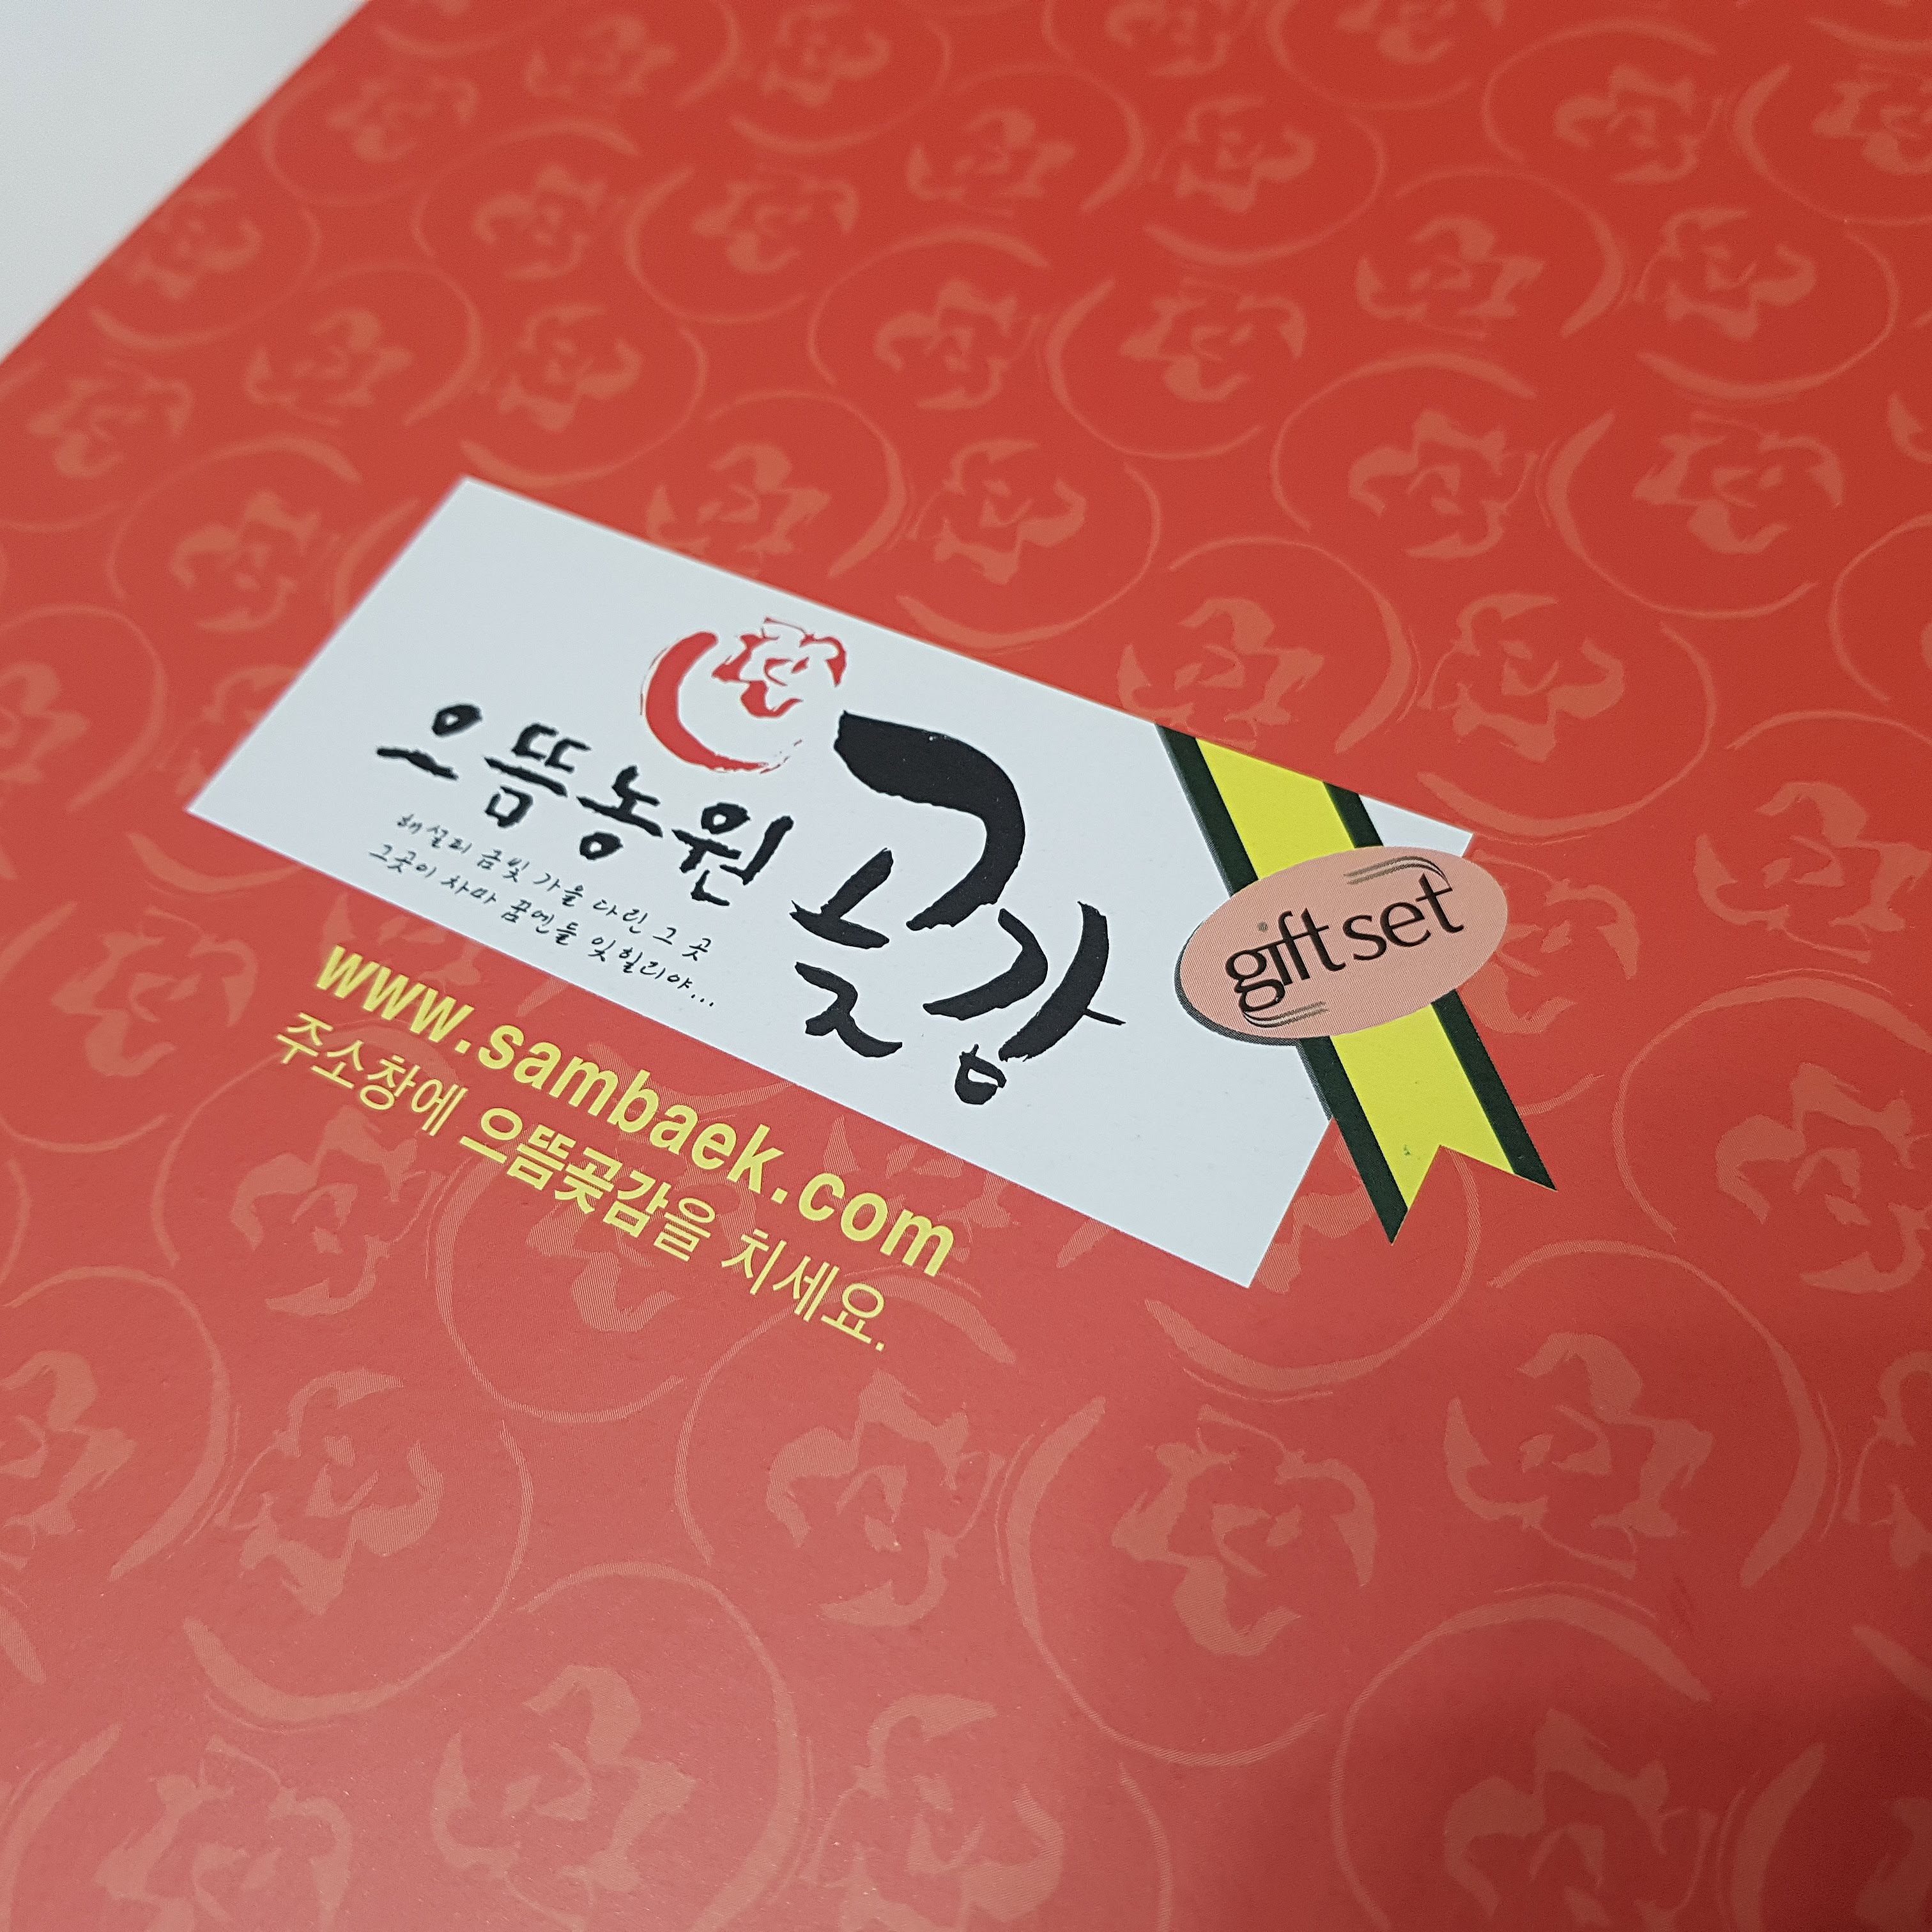 으뜸농원 곶감
해설피 금빛 가을 다린 그 곳
그곳이 차마 꿈엔들 잊힐리야...
gift set
www.sambaek.com
주소창에 으뜸곶감을 치세요.